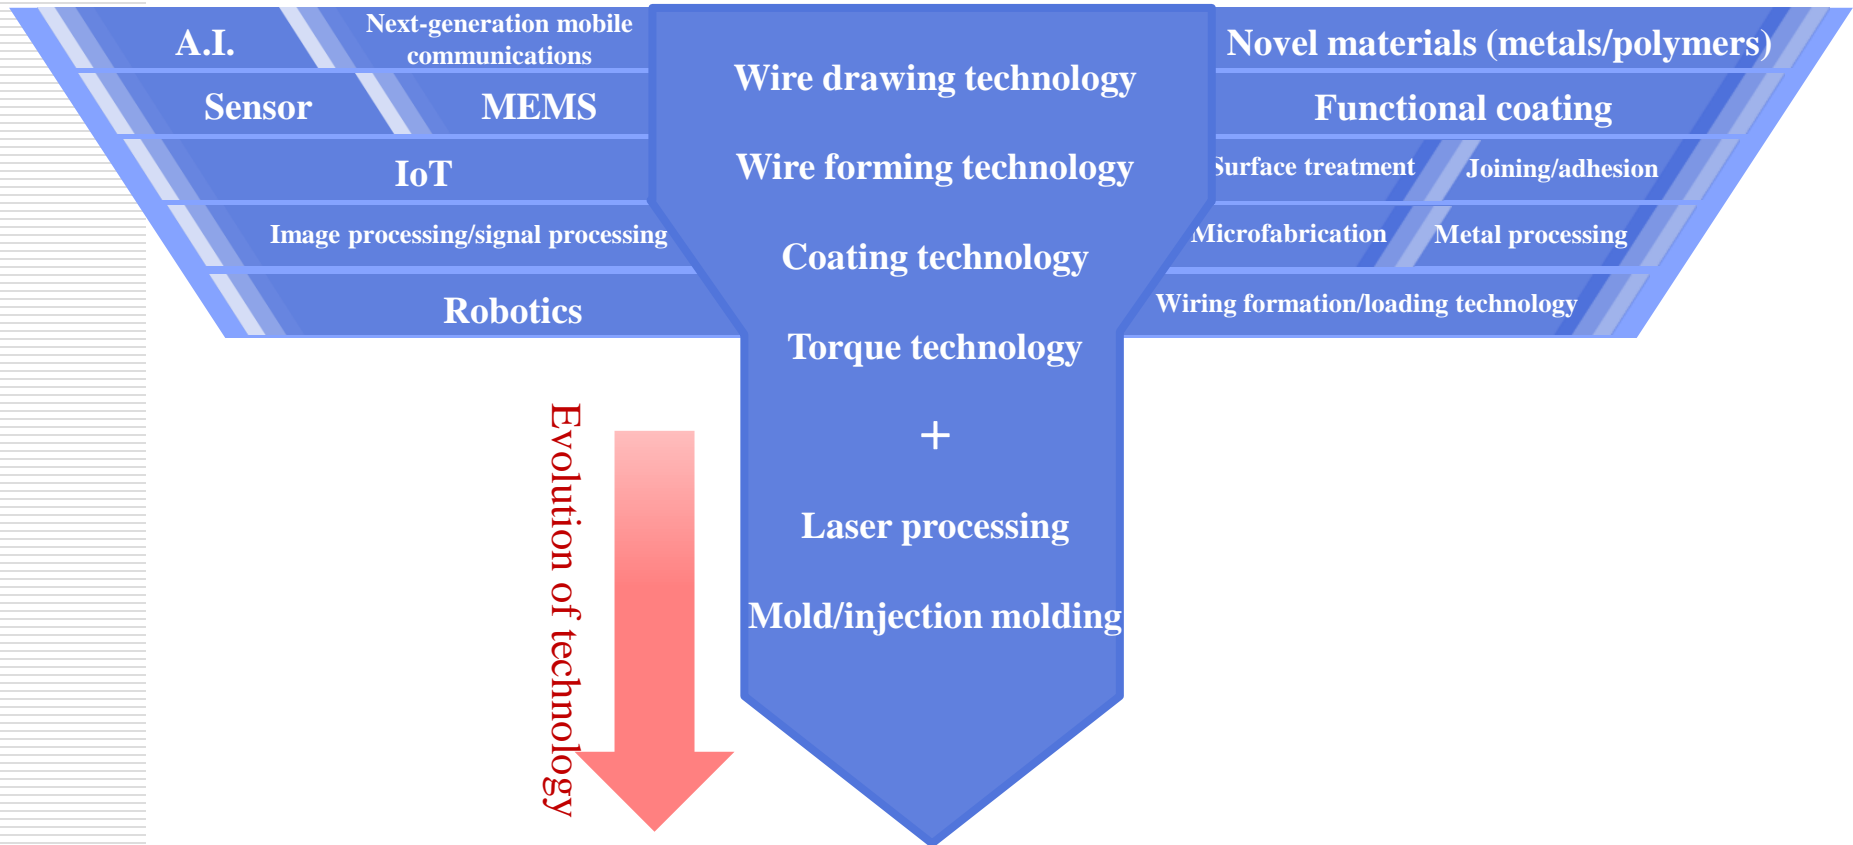 A.I.
Next-generation mobile
communications
Sensor
MEMS
IoT
Image processing/signal processing
Robotics
Wire drawing technology
Wire forming technology
Coating technology
Torque technology
+
Laser processing
Mold/injection molding
Novel materials (metals/polymers)
Functional coating
Surface treatment
Joining/adhesion
Microfabrication
Metal processing
Wiring formation/loading technology
Evolution of technology